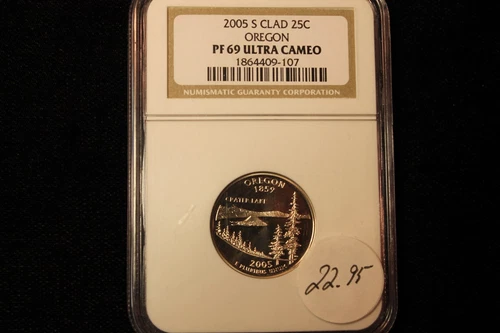 2005 S CLAD 25C
OREGON
PF 69 ULTRA CAMEO
1864409-107
NUMISMATIC GUARANTY CORPORATION
OREGON
1859
CRATER LAKE
2005
E PLURIBUS UNUM
22.95